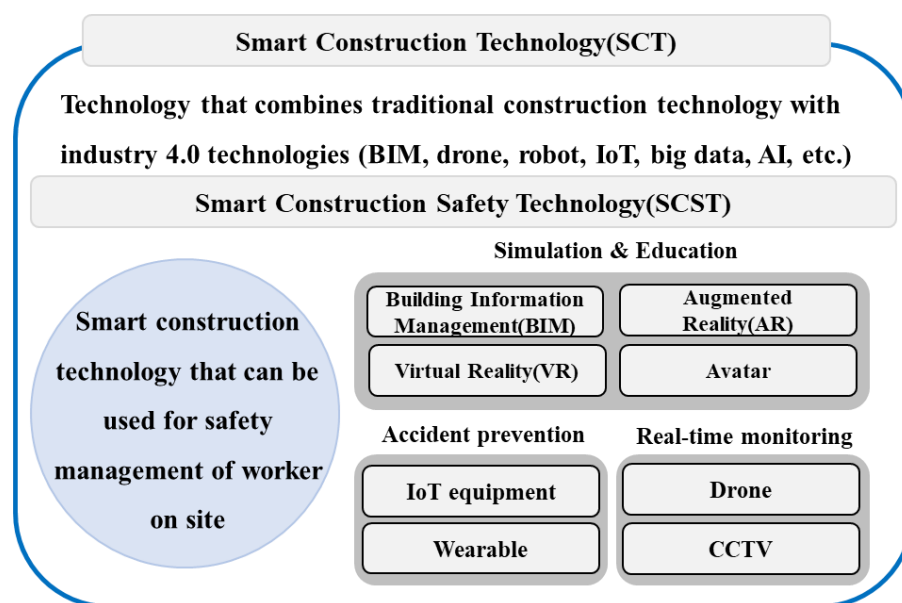 Smart Construction Technology(SCT)
Technology that combines traditional construction technology with
industry 4.0 technologies (BIM, drone, robot, IoT, big data, AI, etc.)
Smart Construction Safety Technology(SCST)
Smart construction
technology that can be
used for safety
management of worker
on site
Simulation & Education
Building Information
Management(BIM)
Augmented
Reality(AR)
Virtual Reality(VR)
Avatar
Accident prevention
IoT equipment
Wearable
Real-time monitoring
Drone
CCTV